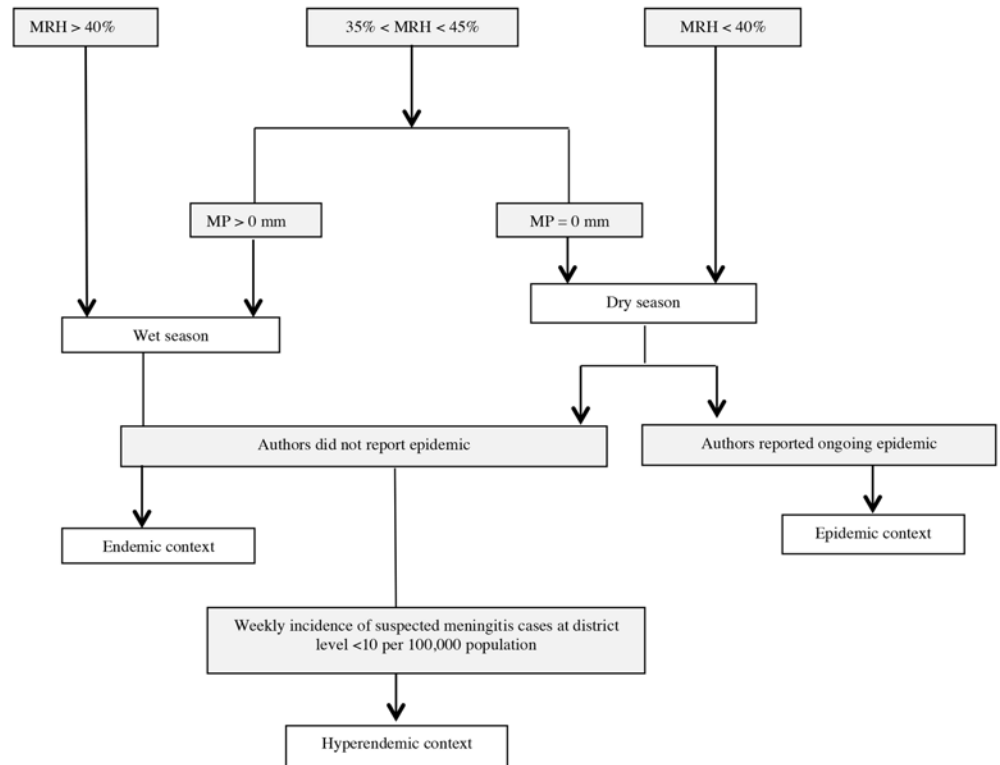 MRH > 40%
35% < MRH < 45%
MRH < 40%
MP > 0 mm
MP = 0 mm
Dry season
Wet season
Authors did not report epidemic
Authors reported ongoing epidemic
Endemic context
Epidemic context
Weekly incidence of suspected meningitis cases at district
level <10 per 100,000 population
Hyperendemic context